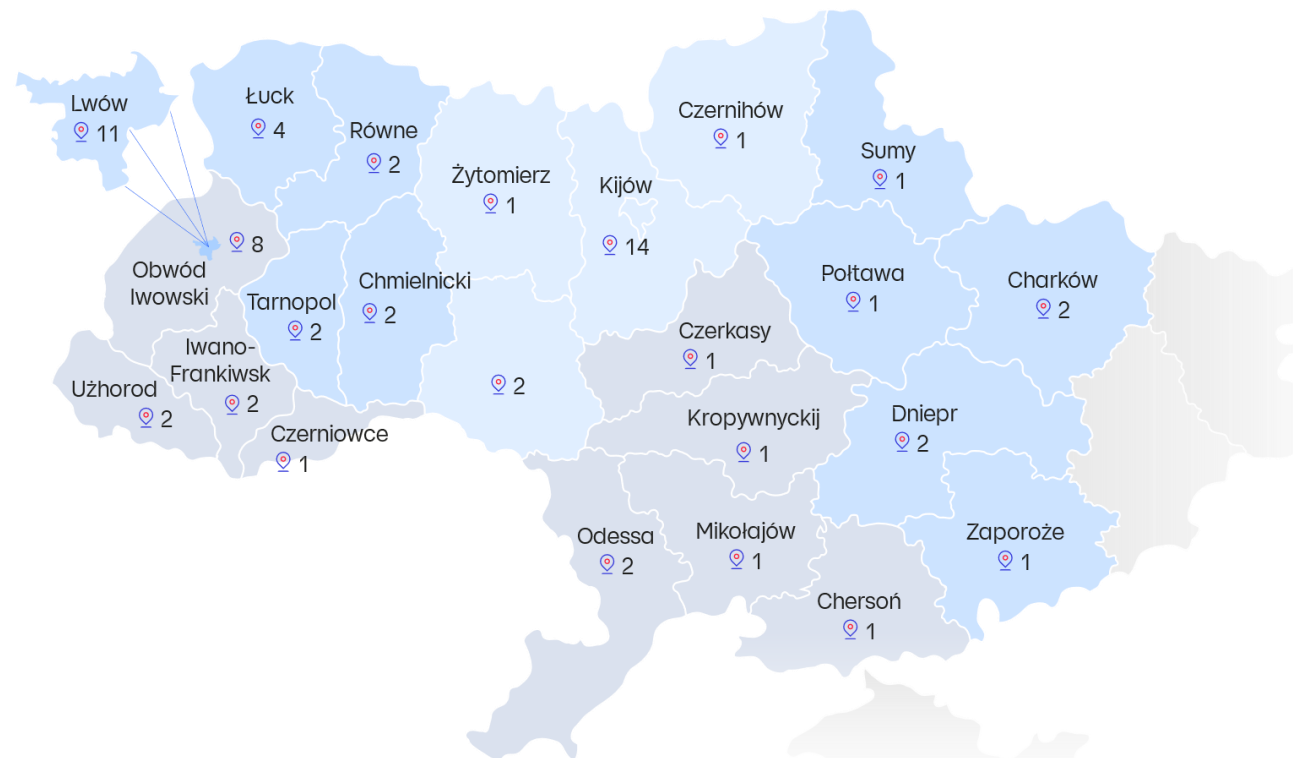 Lwów
11
Łuck
4
Równe
2
Czernihów
1
Sumy
1
Żytomierz
1
Kijów
14
8
Obwód
lwowski
Tarnopol
2
Chmielnicki
2
Połtawa
1
Charków
2
Czerkasy
1
Iwano-
Frankiwsk
2
Użhorod
2
2
Czerniowce
1
Kropywnyckij
1
Dniepr
2
Odessa
2
Mikołajów
1
Zaporoże
1
Chersoń
1